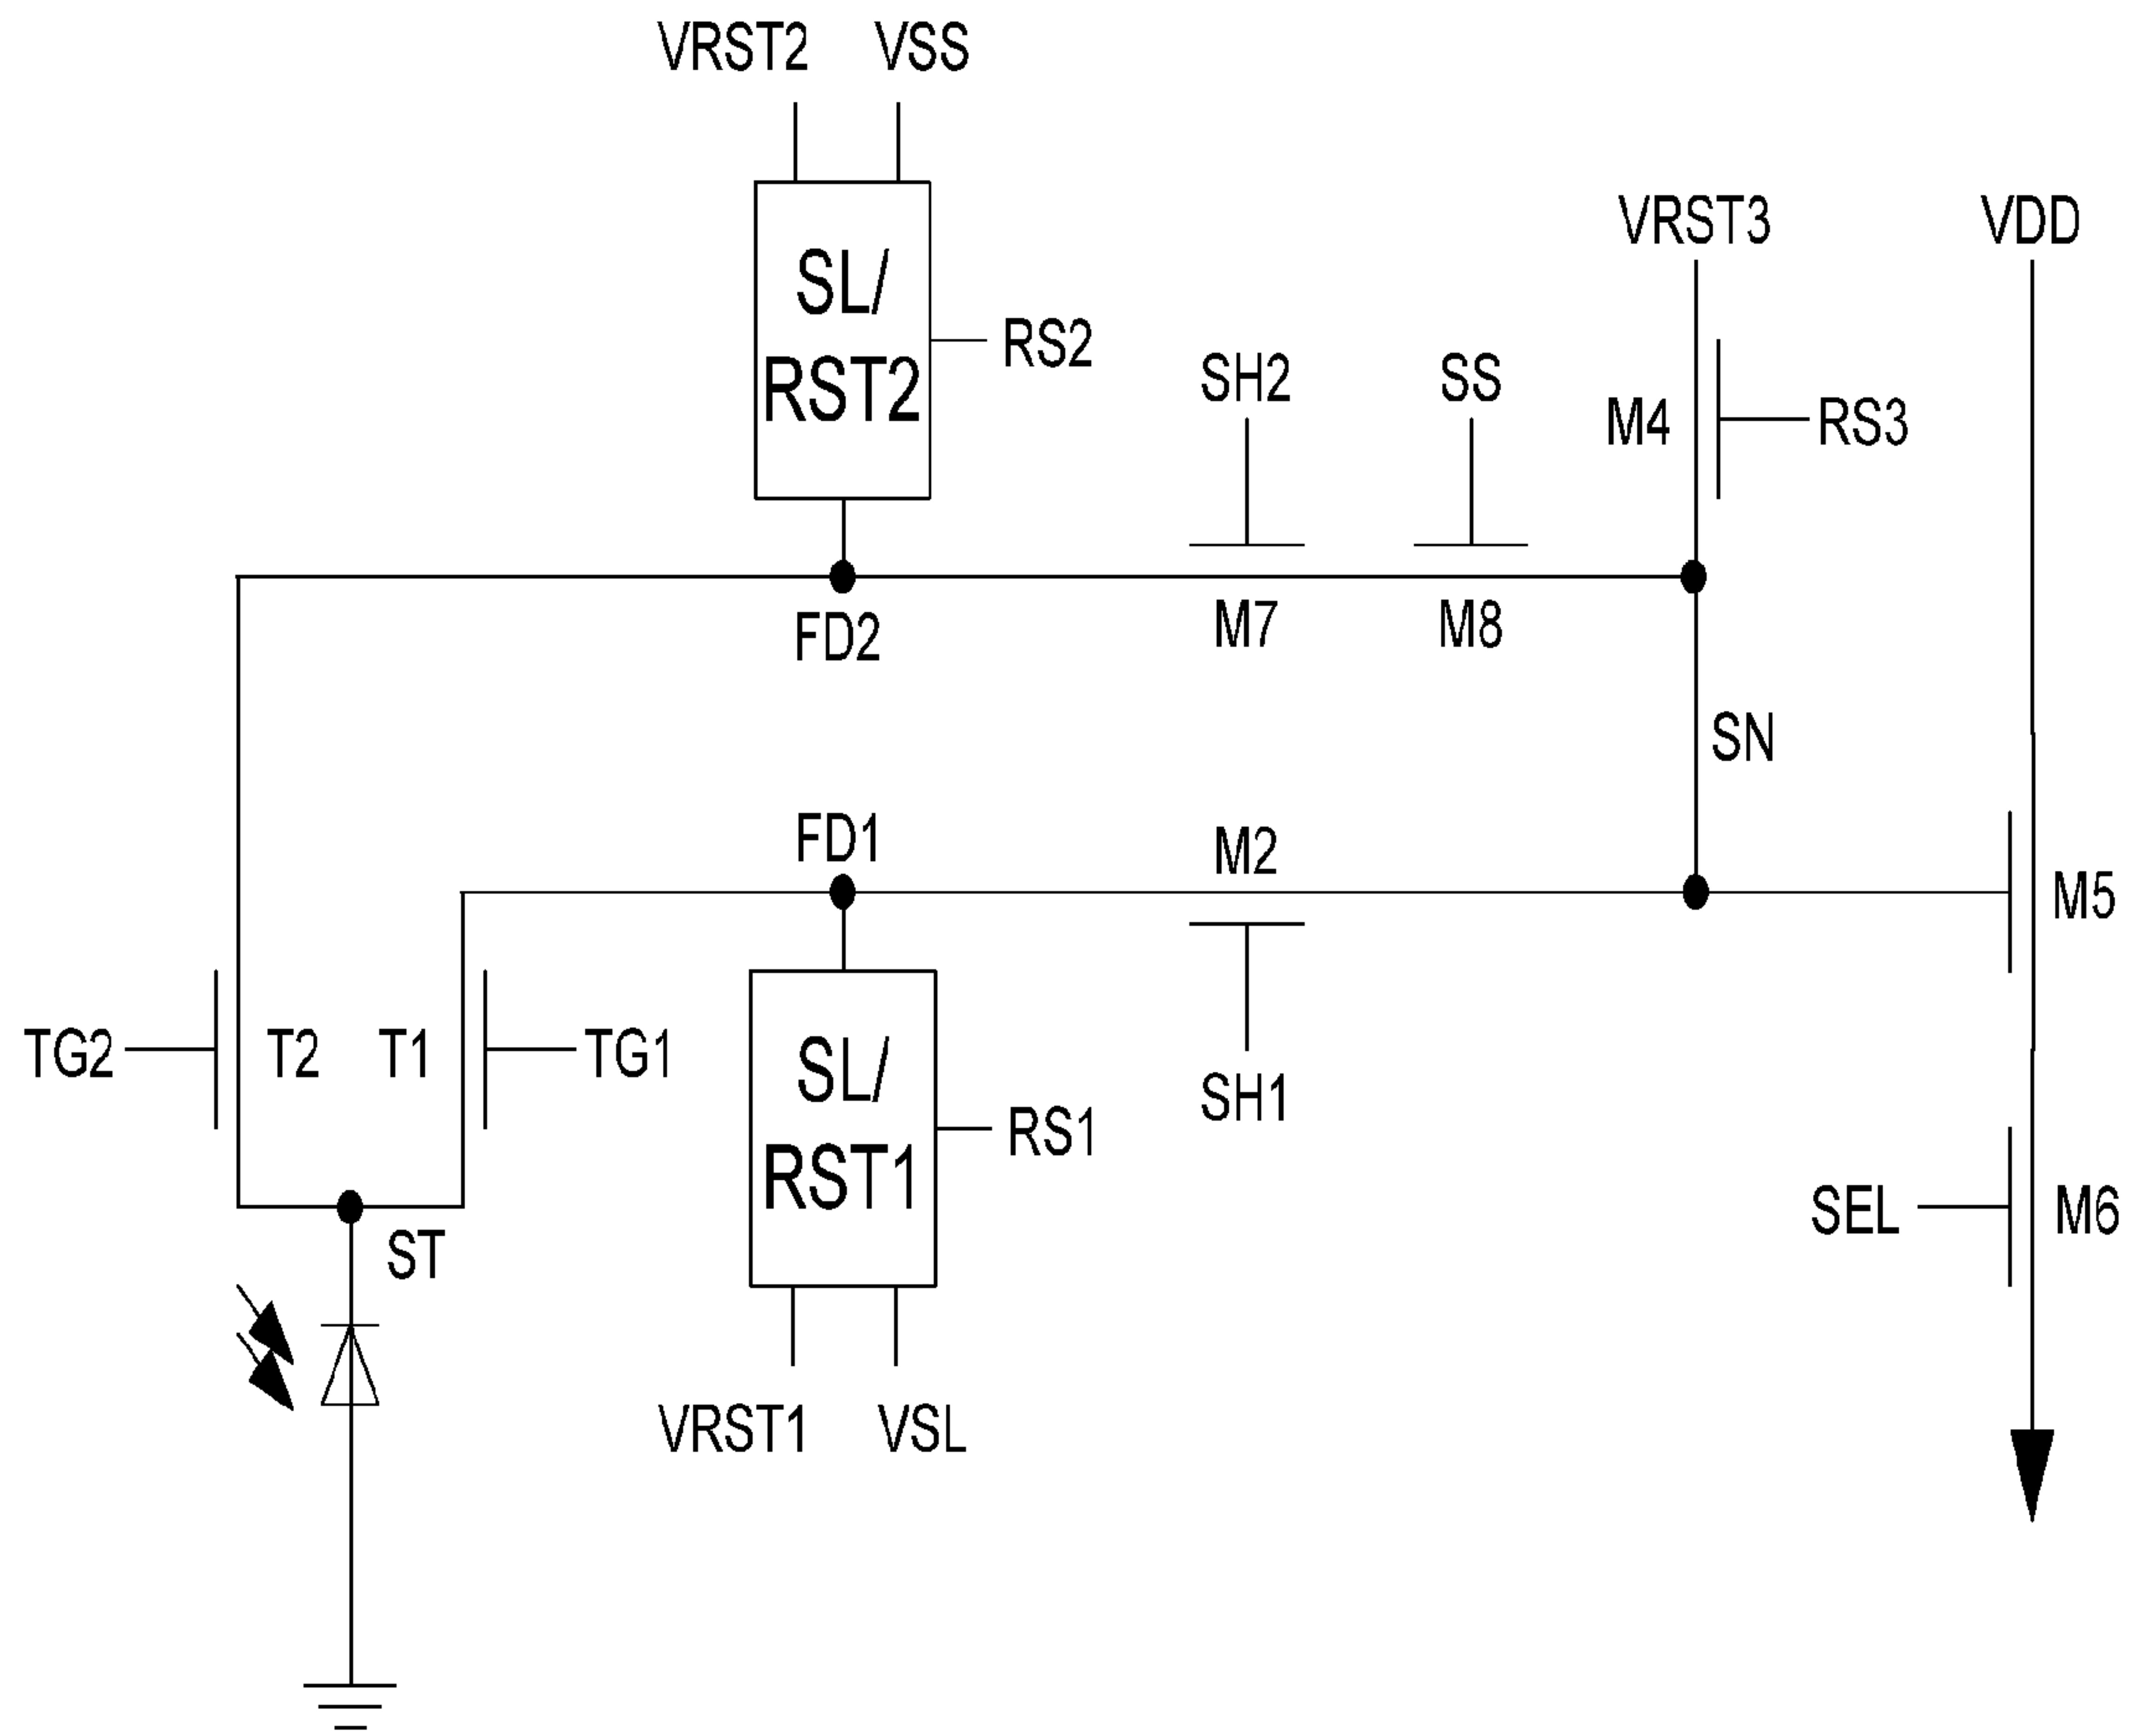 VRST2 VSS
VRST3 VDD
SL/
RST2
RS2
SH2 SS
M4 RS3
FD2 M7 M8
SN
FD1 M2
M5
TG2 T2 T1 TG1
SL/
RST1
RS1
SH1
SEL M6
ST
VRST1 VSL